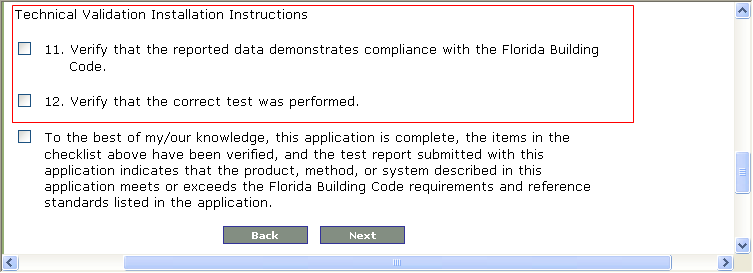 Technical Validation Installation Instructions
11. Verify that the reported data demonstrates compliance with the Florida Building
Code.
12. Verify that the correct test was performed.
To the best of my/our knowledge, this application is complete, the items in the
checklist above have been verified, and the test report submitted with this
application indicates that the product, method, or system described in this
application meets or exceeds the Florida Building Code requirements and reference
standards listed in the application.
Back Next